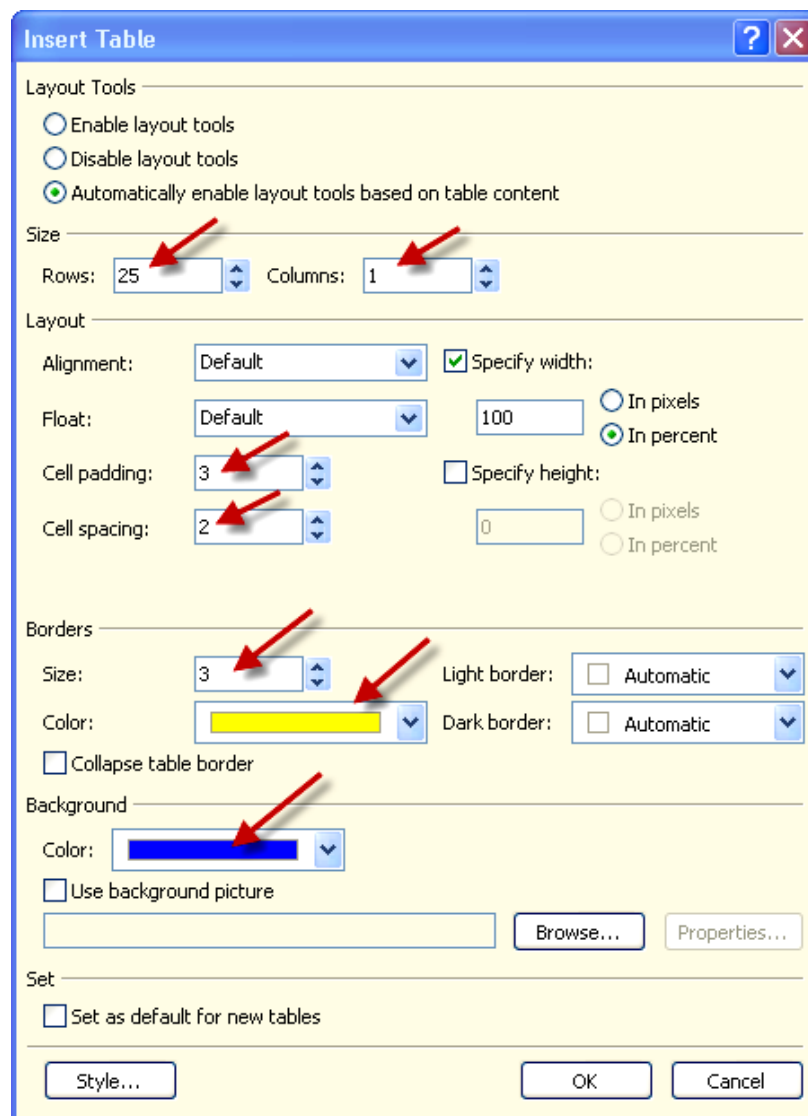 Insert Table
Layout Tools
Enable layout tools
Disable layout tools
Automatically enable layout tools based on table content
Size
Rows: 25 Columns: 1
Layout
Alignment: Default Specify width:
Float: Default 100 In pixels
In percent
Cell padding: 3 Specify height:
Cell spacing: 2 0 In pixels
In percent
Borders
Size: 3 Light border: Automatic
Color: Dark border: Automatic
Collapse table border
Background
Color:
Use background picture
Browse... Properties...
Set
Set as default for new tables
Style... OK Cancel